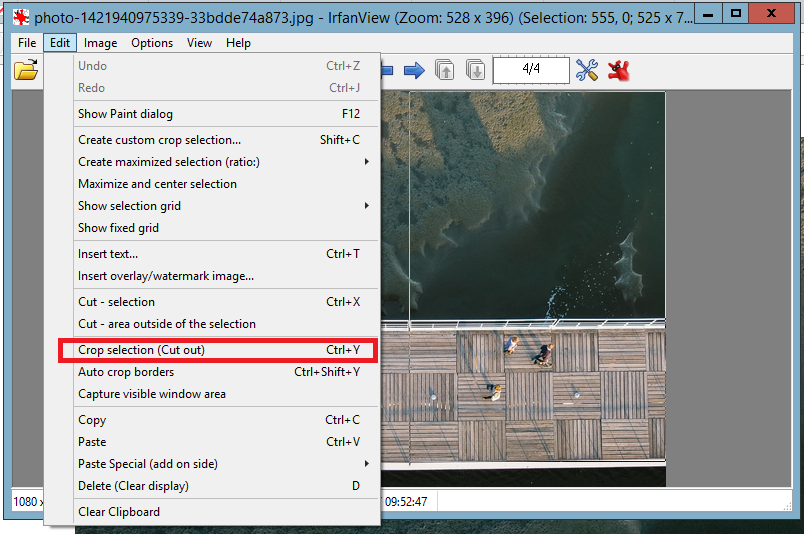 photo-1421940975339-33bdde74a873.jpg - IrfanView (Zoom: 528 x 396) (Selection: 555, 0; 525 x 7...
File Edit Image Options View Help
4/4
Undo Ctrl+Z
Redo Ctrl+J
Show Paint dialog F12
Create custom crop selection... Shift+C
Create maximized selection (ratio:)
Maximize and center selection
Show selection grid
Show fixed grid
Insert text... Ctrl+T
Insert overlay/watermark image...
Cut - selection Ctrl+X
Cut - area outside of the selection
Crop selection (Cut out) Ctrl+Y
Auto crop borders Ctrl+Shift+Y
Capture visible window area
Copy Ctrl+C
Paste Ctrl+V
Paste Special (add on side)
Delete (Clear display) D
1080 x 09:52:47
Clear Clipboard